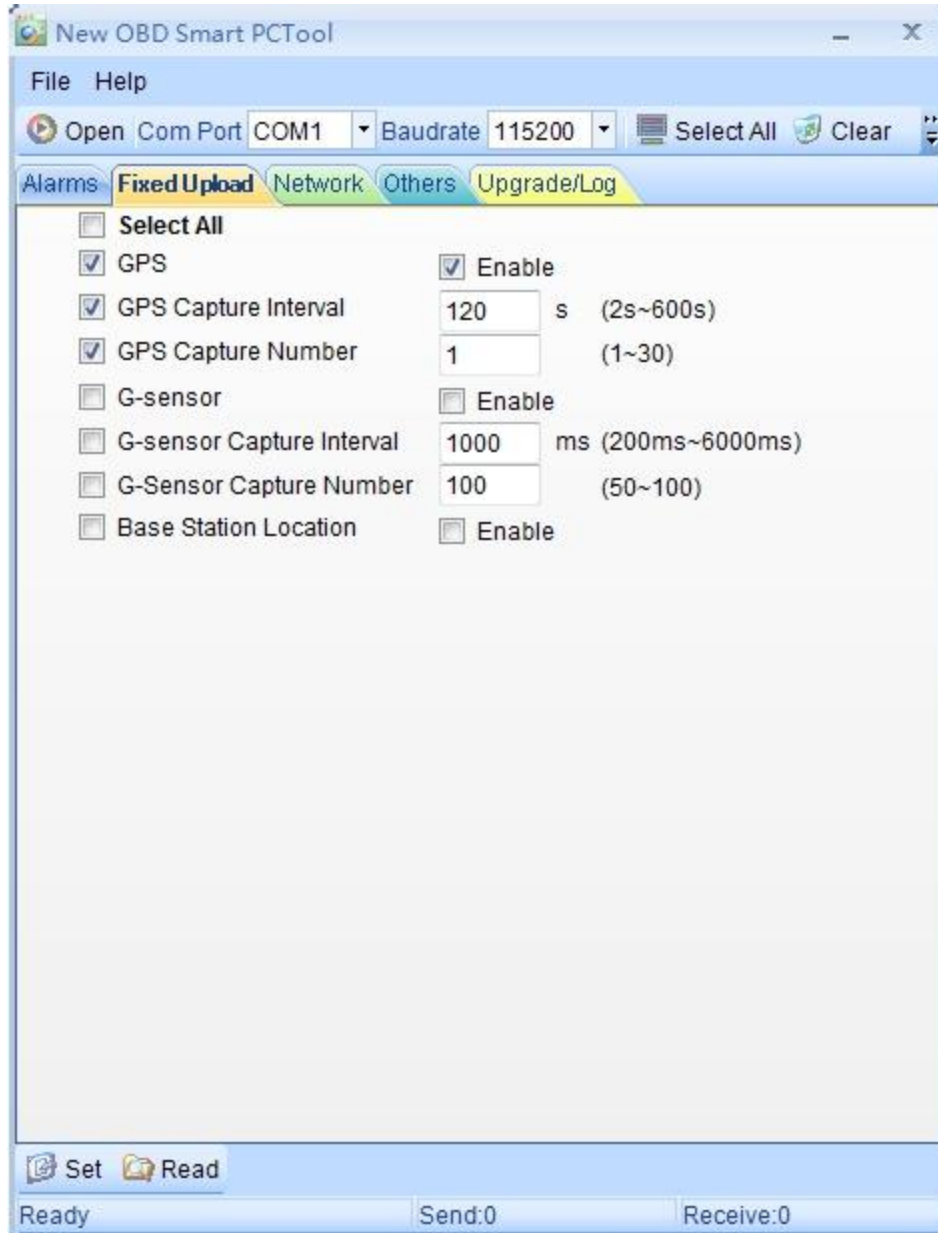 New OBD Smart PCTool
File Help
Open Com Port COM1 Baudrate 115200 Select All Clear
Alarms Fixed Upload Network Others Upgrade/Log
Select All
GPS Enable
GPS Capture Interval 120 s (2s~600s)
GPS Capture Number 1 (1~30)
G-sensor Enable
G-sensor Capture Interval 1000 ms (200ms~6000ms)
G-Sensor Capture Number 100 (50~100)
Base Station Location Enable
Set Read
Ready Send:0 Receive:0